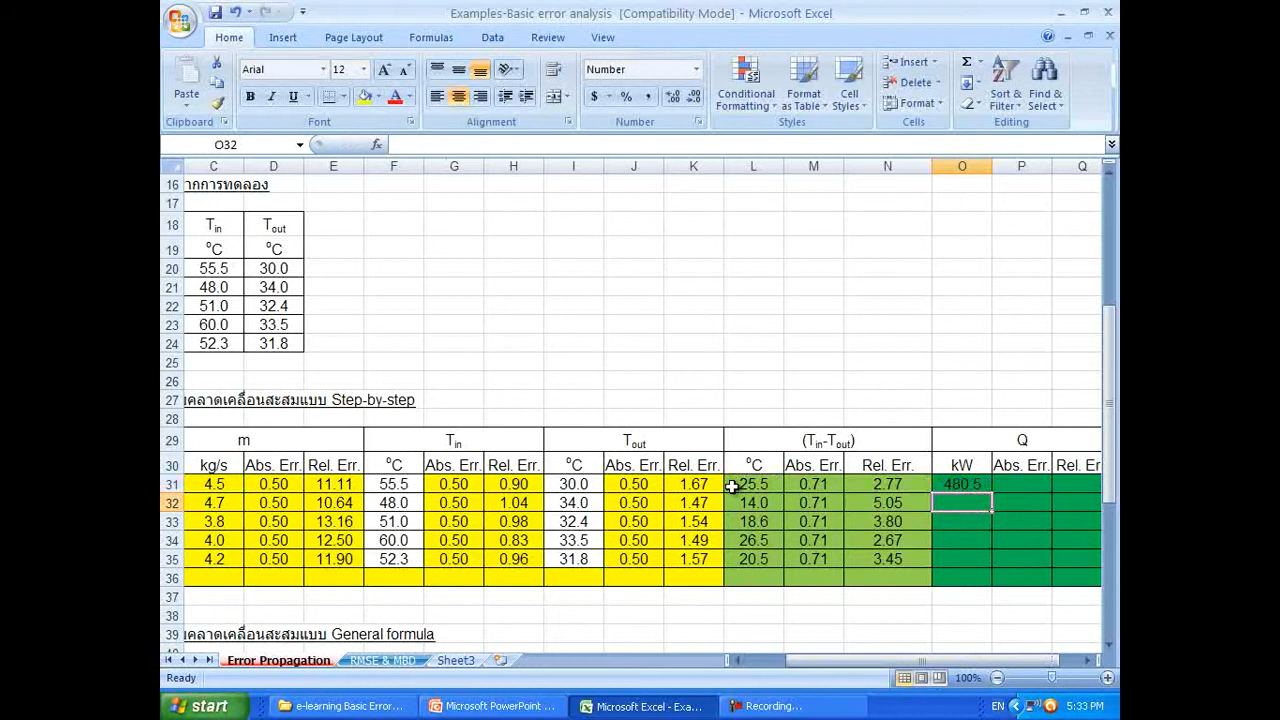 Examples-Basic error analysis [Compatibility Mode] - Microsoft Excel
Home Insert Page Layout Formulas Data Review View
Paste Arial 12 A A Number Conditional Formatting Format as Table Cell Styles Insert Delete Format Sort & Filter Find & Select
B I U A $ % , .0 .00 .00 .0 Σ
Clipboard Font Alignment Number Styles Cells Editing
O32 fx
C D E F G H I J K L M N O P Q
16 ากการทดลอง
17
18 Tin Tout
19 °C °C
20 55.5 30.0
21 48.0 34.0
22 51.0 32.4
23 60.0 33.5
24 52.3 31.8
25
26
27 คลาดเคลื่อนสะสมแบบ Step-by-step
28
29 m Tin Tout (Tin-Tout) Q
30 kg/s Abs. Err. Rel. Err. °C Abs. Err. Rel. Err. °C Abs. Err. Rel. Err. °C Abs. Err. Rel. Err. kW Abs. Err. Rel. Er
31 4.5 0.50 11.11 55.5 0.50 0.90 30.0 0.50 1.67 25.5 0.71 2.77 480.5
32 4.7 0.50 10.64 48.0 0.50 1.04 34.0 0.50 1.47 14.0 0.71 5.05
33 3.8 0.50 13.16 51.0 0.50 0.98 32.4 0.50 1.54 18.6 0.71 3.80
34 4.0 0.50 12.50 60.0 0.50 0.83 33.5 0.50 1.49 26.5 0.71 2.67
35 4.2 0.50 11.90 52.3 0.50 0.96 31.8 0.50 1.57 20.5 0.71 3.45
36
37
38
39 คลาดเคลื่อนสะสมแบบ General formula
Error Propagation RMSE & MBD Sheet3
Ready 100%
start e-learning Basic Error... Microsoft PowerPoint ... Microsoft Excel - Exa... Recording... EN 5:33 PM